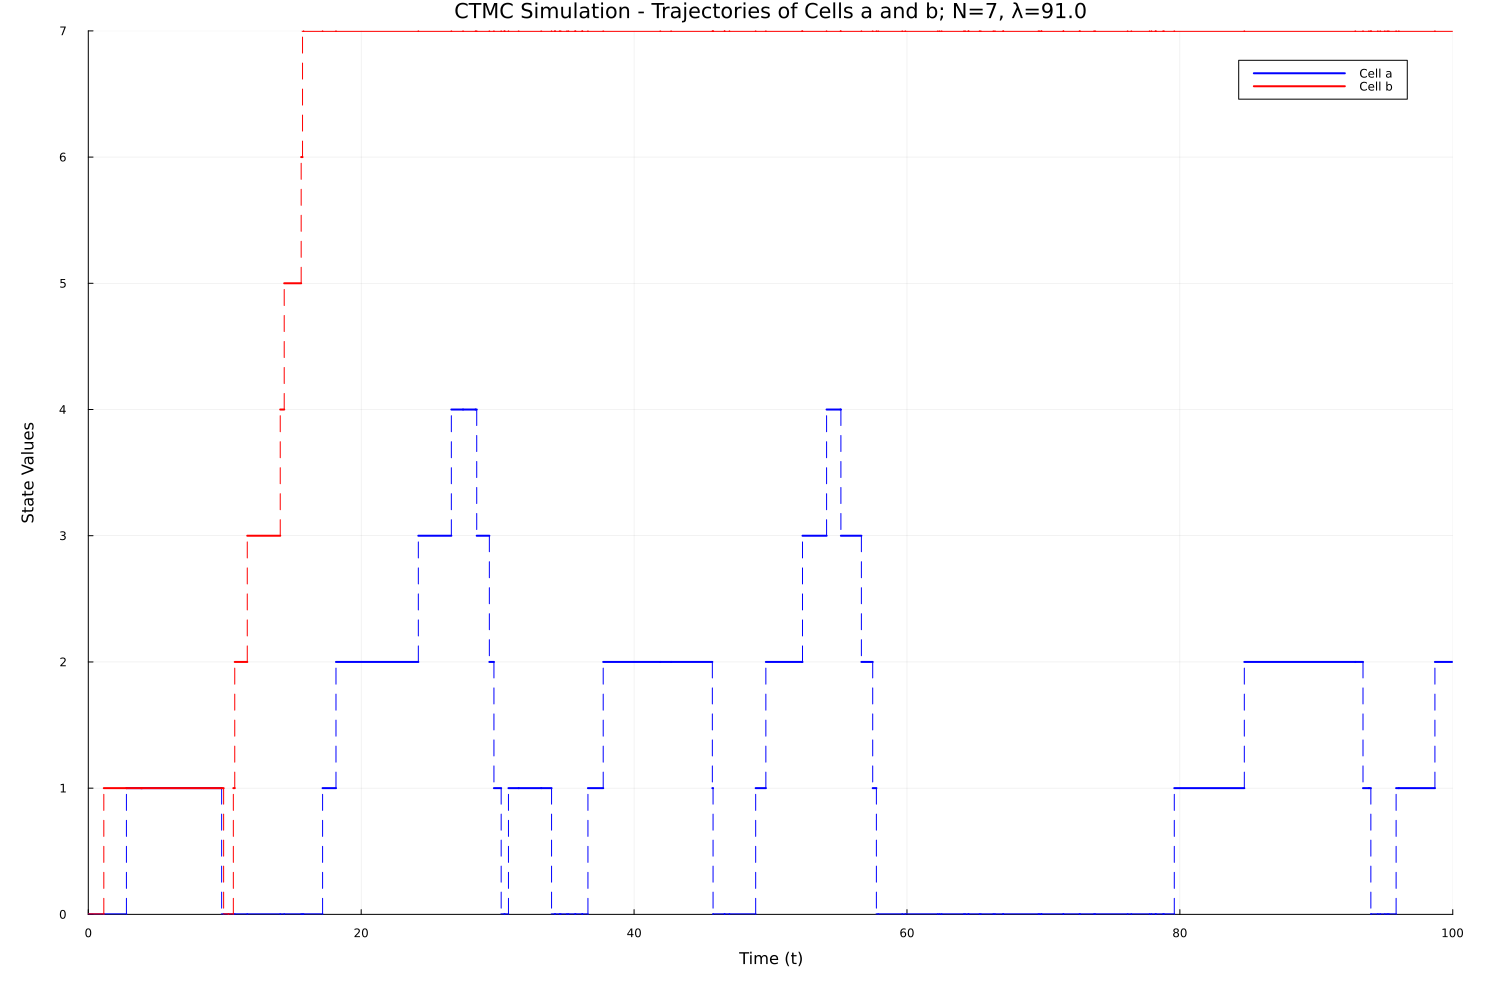 CTMC Simulation - Trajectories of Cells a and b; N=7, λ=91.0
7
Cell a
Cell b
6
5
4
State Values
3
2
1
0
0 20 40 60 80 100
Time (t)